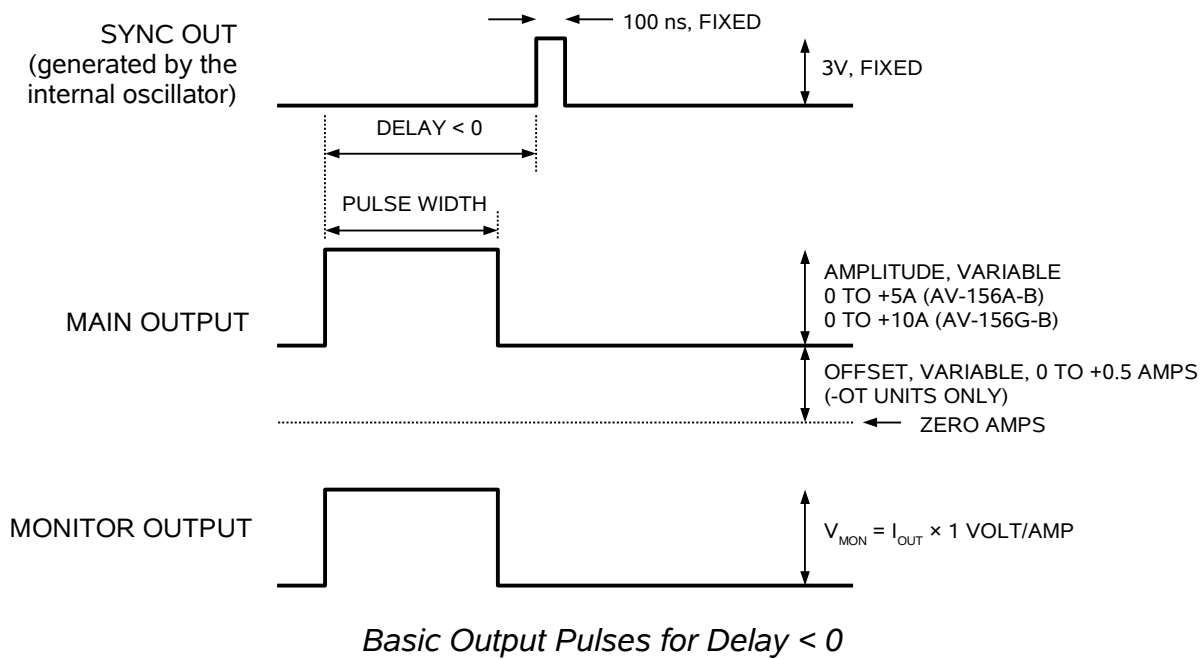 100 ns, FIXED
SYNC OUT
(generated by the
internal oscillator)
3V, FIXED
DELAY < 0
PULSE WIDTH
MAIN OUTPUT
AMPLITUDE, VARIABLE
0 TO +5A (AV-156A-B)
0 TO +10A (AV-156G-B)
OFFSET, VARIABLE, 0 TO +0.5 AMPS
(-OT UNITS ONLY)
ZERO AMPS
MONITOR OUTPUT
VMON = IOUT × 1 VOLT/AMP
Basic Output Pulses for Delay < 0